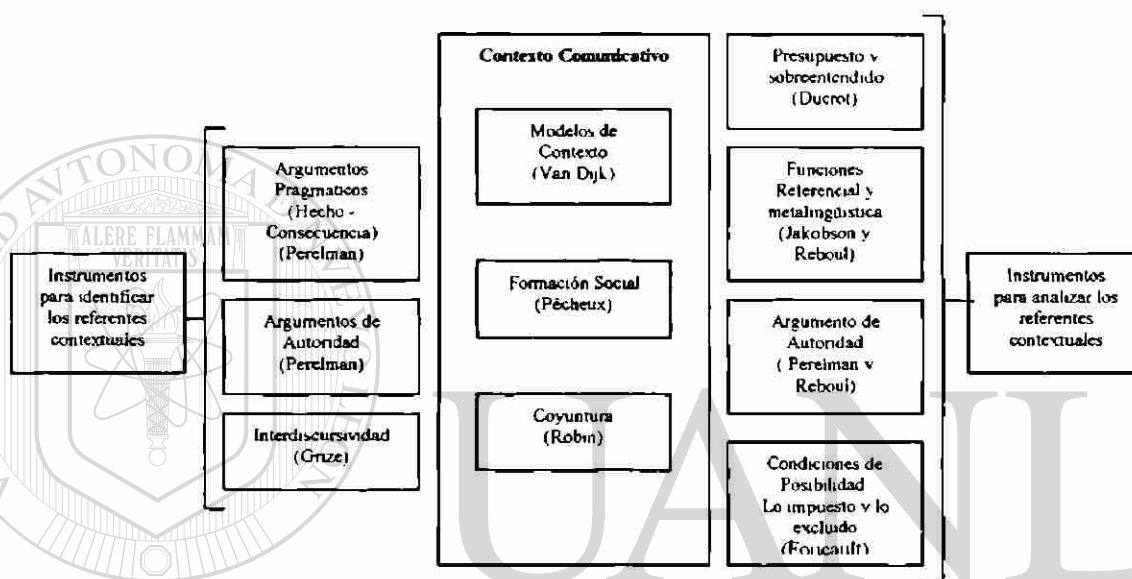 Instrumentos
para identificar
los referentes
contextuales
Argumentos
Pragmaticos
(Hecho -
Consecuencia)
(Perelman)
Argumentos de
Autoridad
(Perelman)
Interdiscursividad
(Grize)
Contexto Comunicativo
Modelos de
Contexto
(Van Dijk)
Formación Social
(Pêcheux)
Coyuntura
(Robin)
Presupuesto y
sobreentendido
(Ducrot)
Funciones
Referencial y
metalingüistica
(Jakobson y
Reboul)
Argumento de
Autoridad
( Perelman y
Reboul)
Condiciones de
Posibilidad
Lo impuesto y lo
excluido
(Foucault)
Instrumentos
para analizar los
referentes
contextuales
ALERE FLAMMAM
VERITATIS
UANL